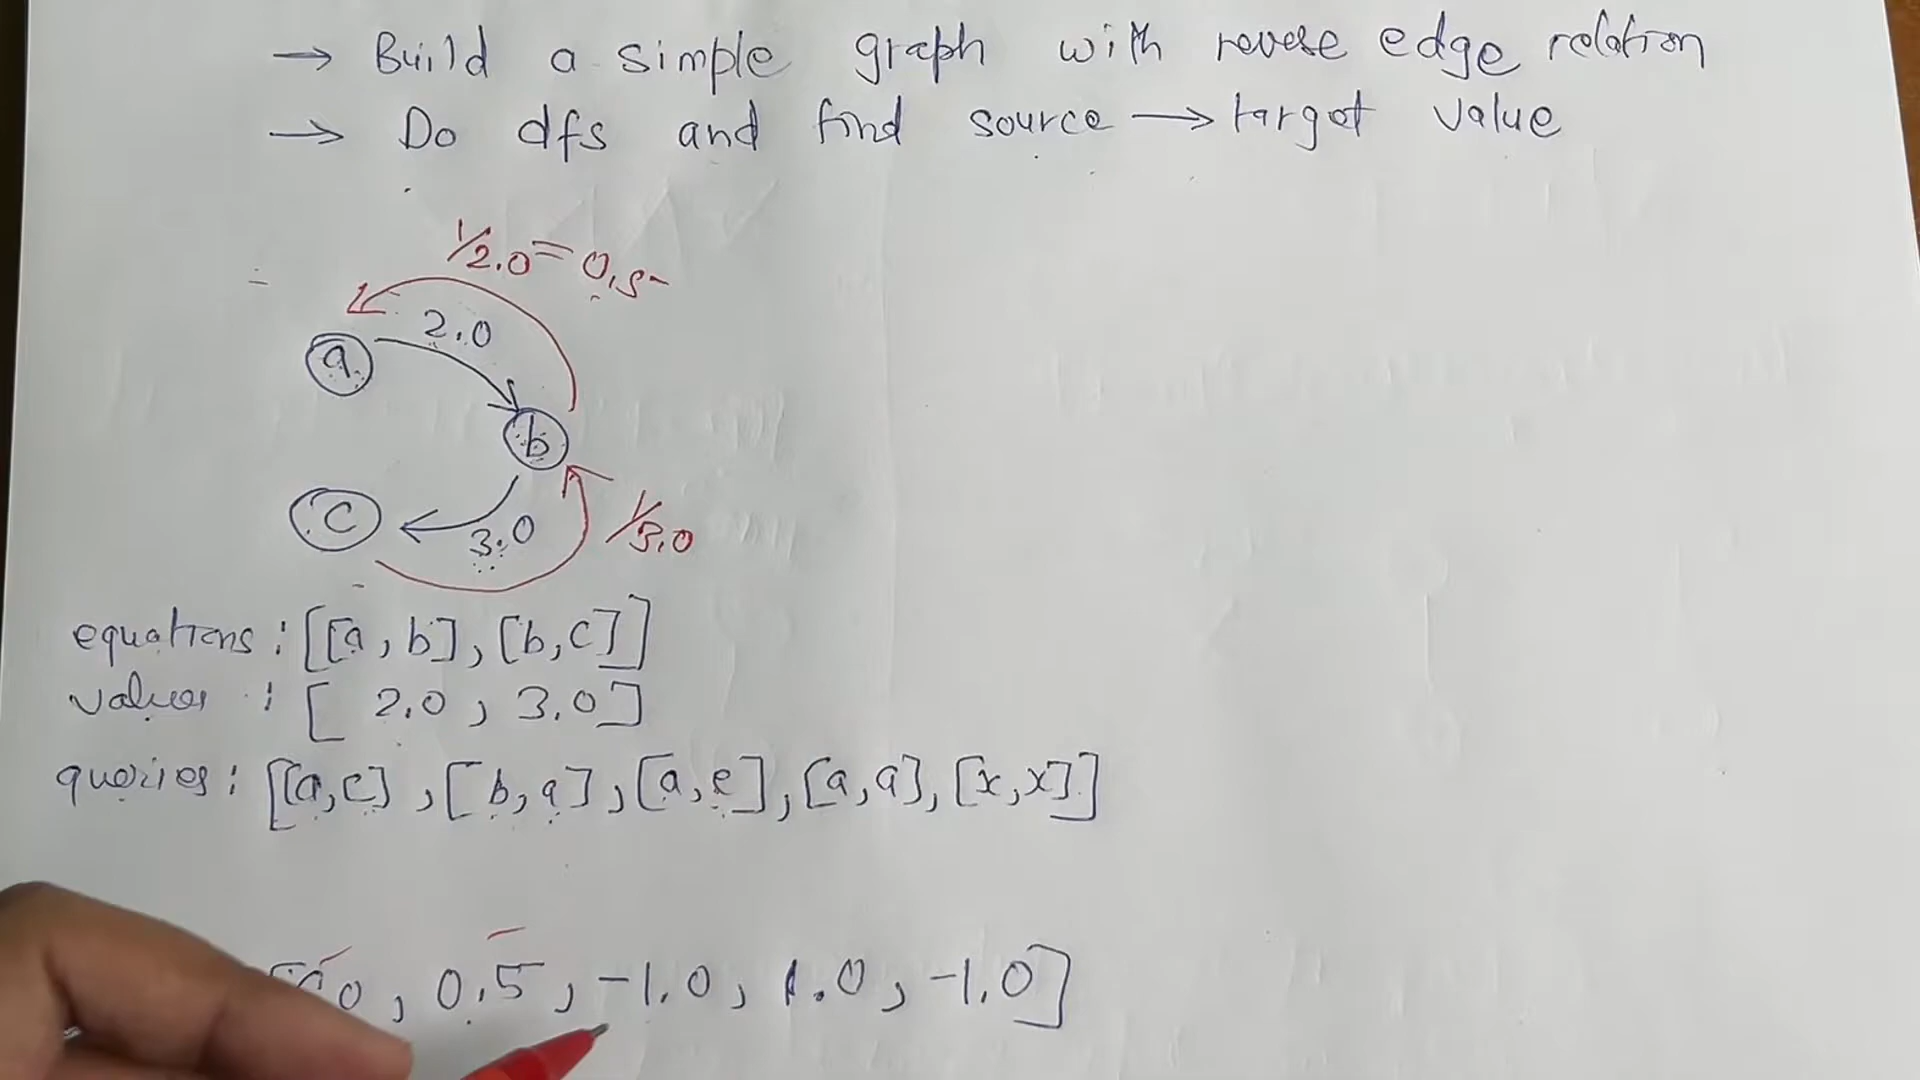 → Build a simple graph with revese edge relation
→ Do dfs and find source → target value
1/2.0 = 0.5
2.0
a
b
c
3.0
1/3.0
equations : [[a, b], [b, c]]
values : [ 2.0 , 3.0 ]
queries : [[a,c] , [b, a] , [a, e] , [a, a] , [x, x]]
0 , 0.5 , -1.0 , 1.0 , -1.0 ]